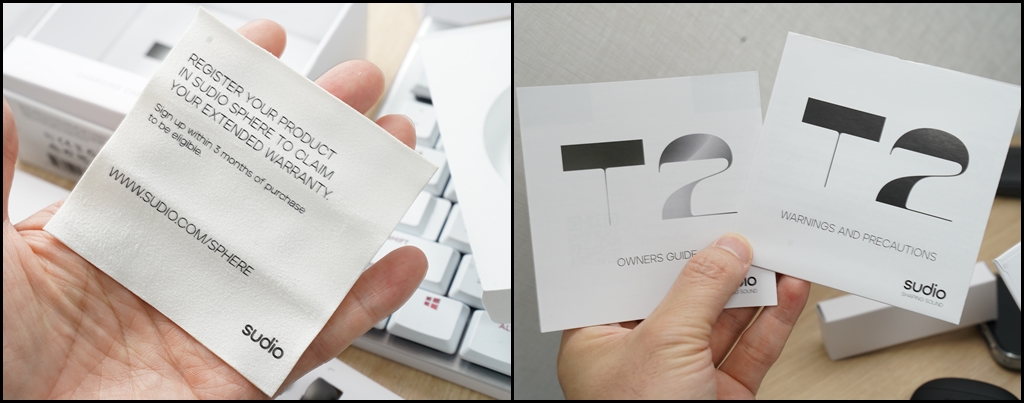 REGISTER YOUR PRODUCT
IN SUDIO SPHERE TO CLAIM
YOUR EXTENDED WARRANTY.
Sign up within 3 months of purchase
to be eligible
WWW.SUDIO.COM/SPHERE
sudio
T2
OWNERS GUIDE
T2
WARNINGS AND PRECAUTIONS
sudio
SHAPING SOUND